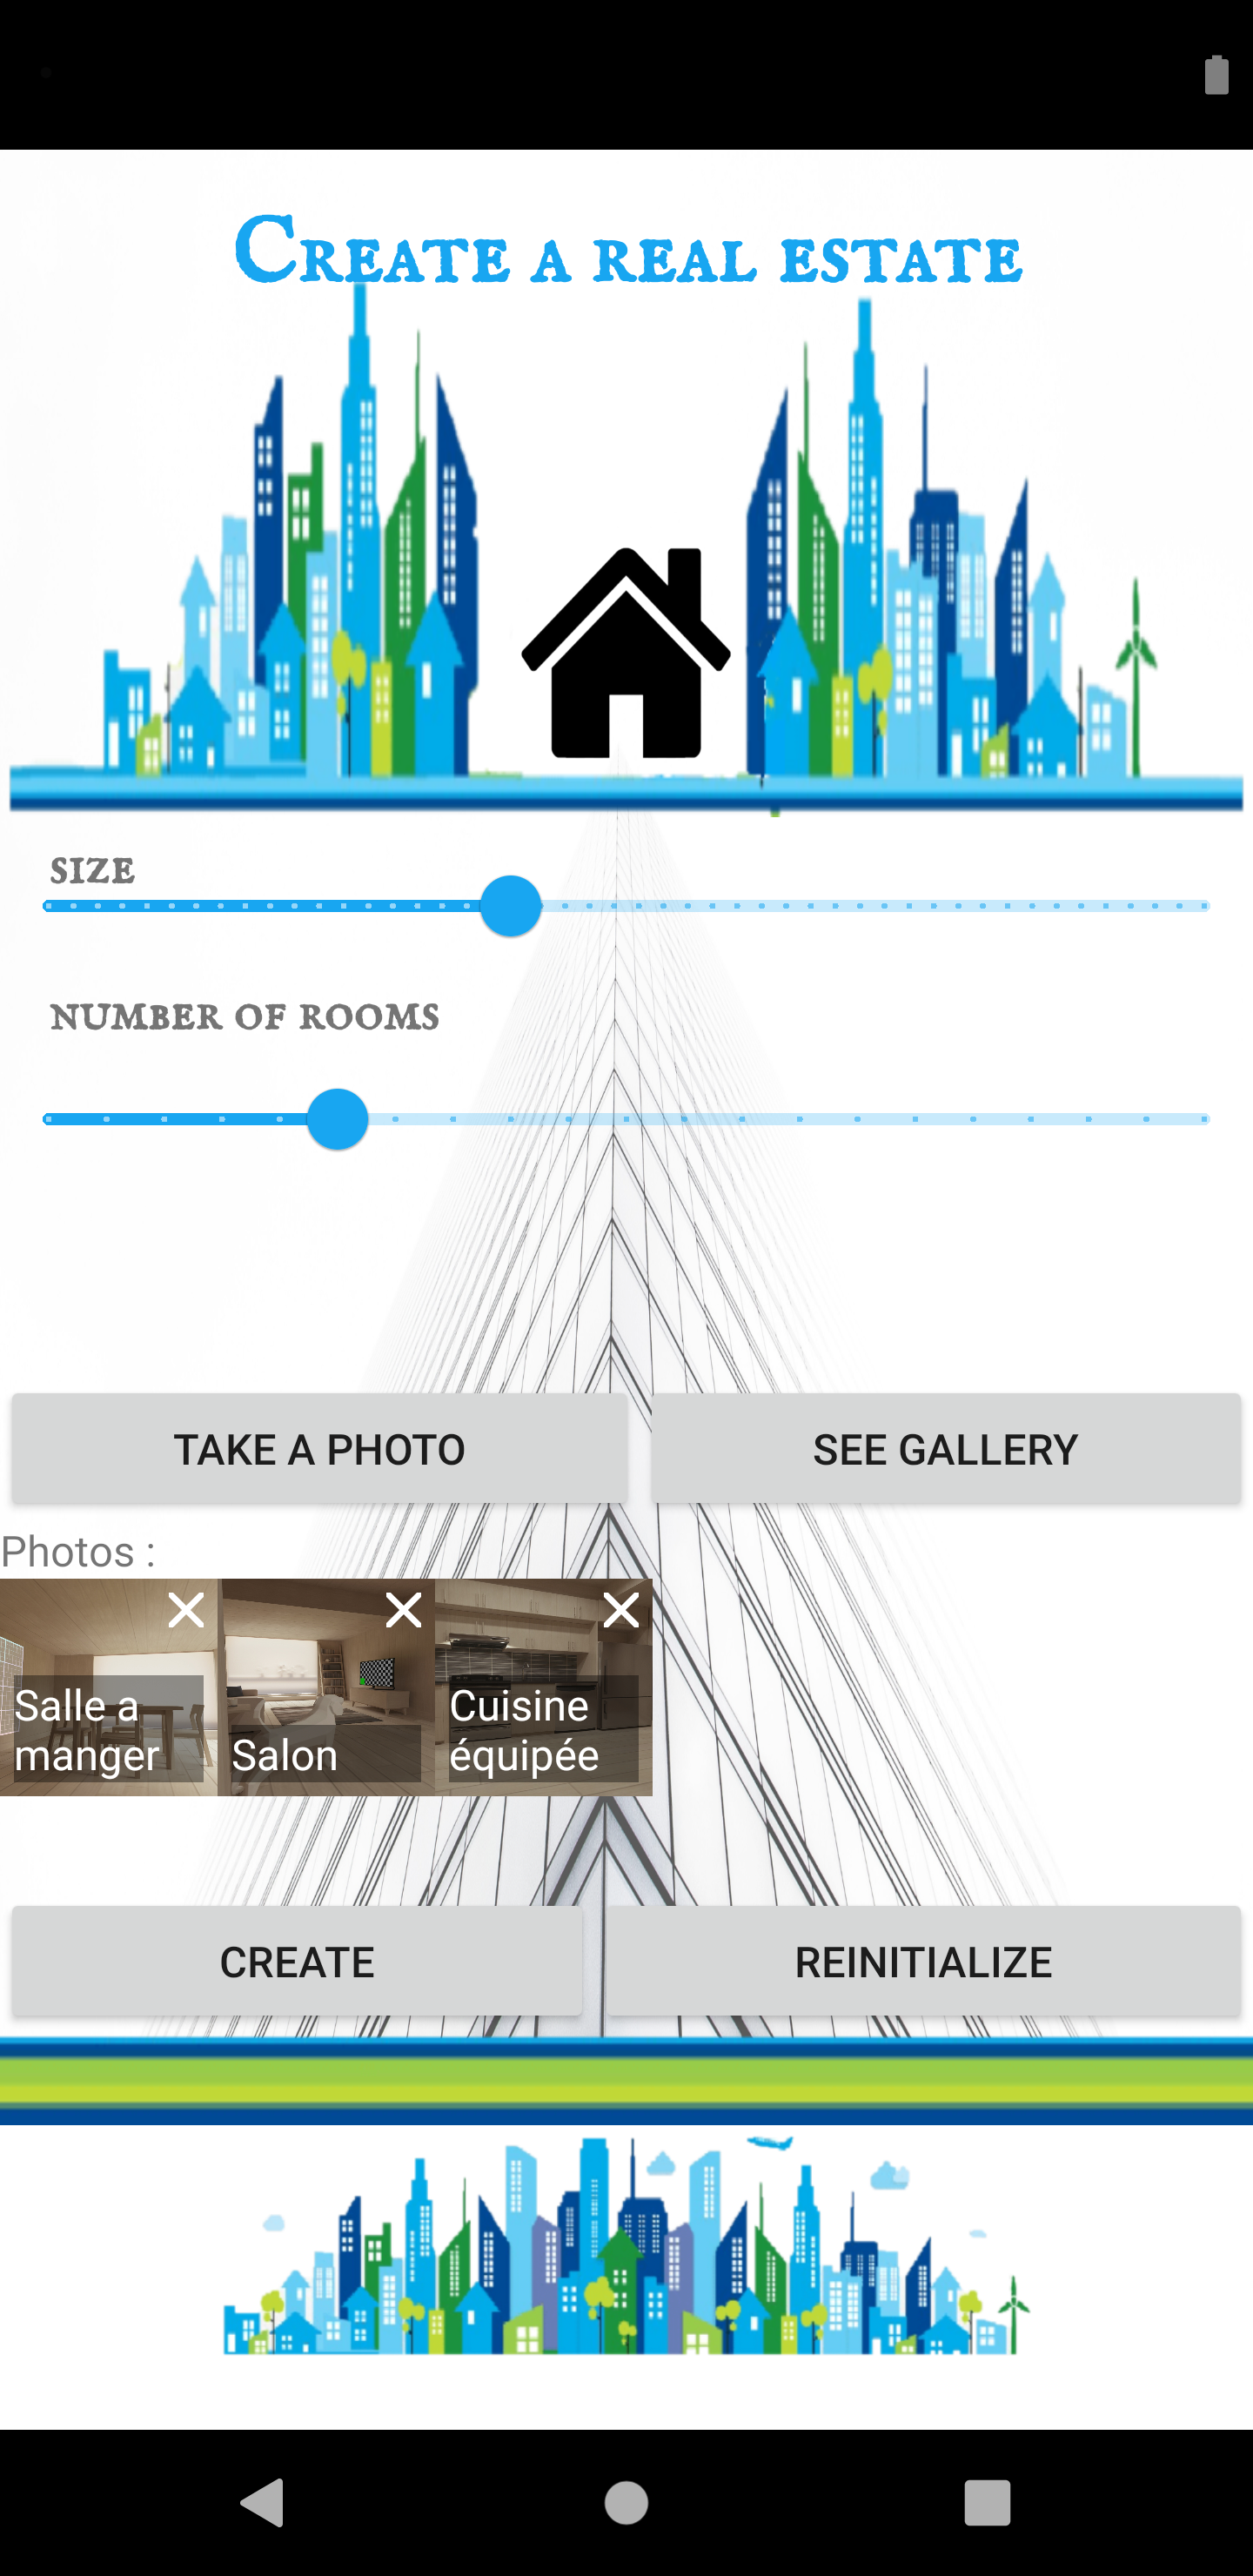 Create a real estate
size
number of rooms
TAKE A PHOTO
SEE GALLERY
Photos :
Salle a
manger
Salon
Cuisine
équipée
CREATE
REINITIALIZE